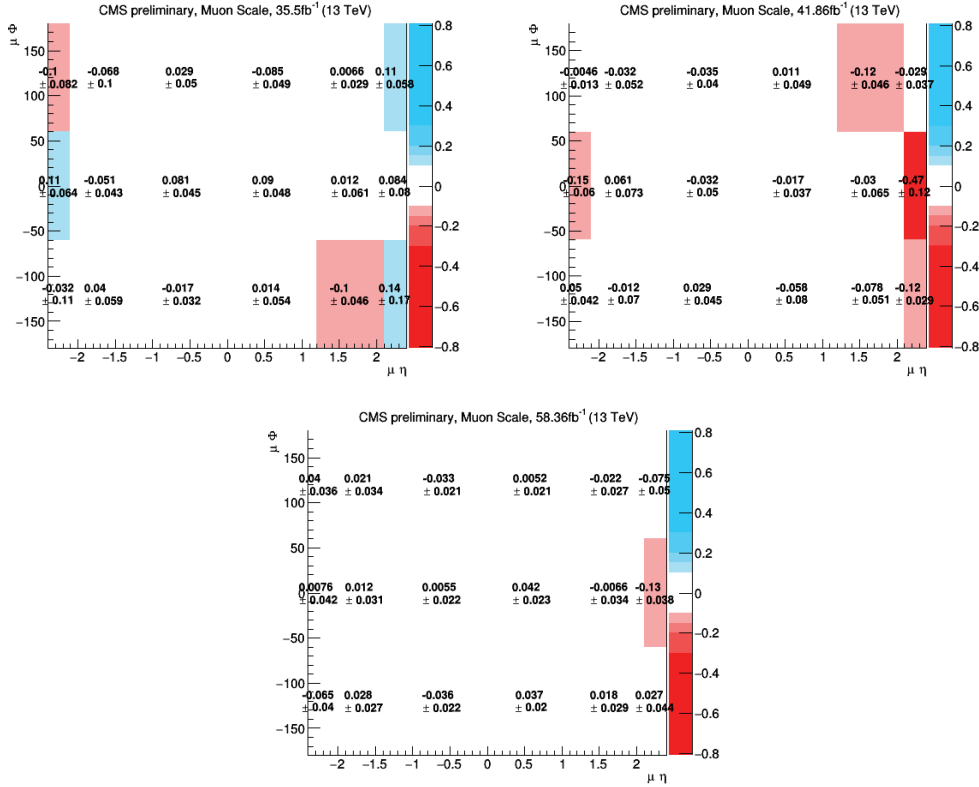 CMS preliminary, Muon Scale, 35.5fb⁻¹ (13 TeV)
μ Φ
150
100
50
0
−50
−100
−150
-0.1 -0.068 0.029 -0.085 0.0066 0.11
± 0.082 ± 0.1 ± 0.05 ± 0.049 ± 0.029 ± 0.058
0.11 -0.051 0.081 0.09 0.012 0.084
± 0.064 ± 0.043 ± 0.045 ± 0.048 ± 0.061 ± 0.08
-0.032 0.04 -0.017 0.014 -0.1 0.14
± 0.11 ± 0.059 ± 0.032 ± 0.054 ± 0.046 ± 0.17
−2 −1.5 −1 −0.5 0 0.5 1 1.5 2
μ η
0.8
0.6
0.4
0.2
0
−0.2
−0.4
−0.6
−0.8
CMS preliminary, Muon Scale, 41.86fb⁻¹ (13 TeV)
μ Φ
150
100
50
0
−50
−100
−150
-0.0046 -0.032 -0.035 0.011 -0.12 -0.029
± 0.013 ± 0.052 ± 0.04 ± 0.049 ± 0.046 ± 0.037
-0.15 0.061 -0.032 -0.017 -0.03 -0.47
± 0.06 ± 0.073 ± 0.05 ± 0.037 ± 0.065 ± 0.12
0.05 -0.012 0.029 -0.058 -0.078 -0.12
± 0.042 ± 0.07 ± 0.045 ± 0.08 ± 0.051 ± 0.029
−2 −1.5 −1 −0.5 0 0.5 1 1.5 2
μ η
0.8
0.6
0.4
0.2
0
−0.2
−0.4
−0.6
−0.8
CMS preliminary, Muon Scale, 58.36fb⁻¹ (13 TeV)
μ Φ
150
100
50
0
−50
−100
−150
0.04 0.021 -0.033 0.0052 -0.022 -0.075
± 0.036 ± 0.034 ± 0.021 ± 0.021 ± 0.027 ± 0.05
0.0076 0.012 0.0055 0.042 -0.0066 -0.13
± 0.042 ± 0.031 ± 0.022 ± 0.023 ± 0.034 ± 0.038
-0.065 0.028 -0.036 0.037 0.018 0.027
± 0.04 ± 0.027 ± 0.022 ± 0.02 ± 0.029 ± 0.044
−2 −1.5 −1 −0.5 0 0.5 1 1.5 2
μ η
0.8
0.6
0.4
0.2
0
−0.2
−0.4
−0.6
−0.8